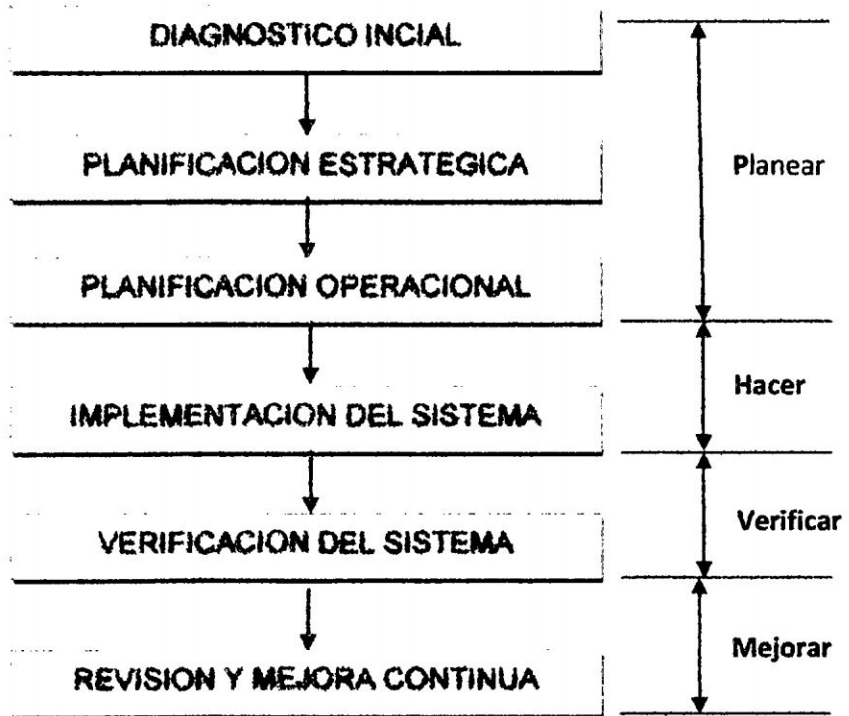 DIAGNOSTICO INCIAL
PLANIFICACION ESTRATEGICA
Planear
PLANIFICACION OPERACIONAL
Hacer
IMPLEMENTACION DEL SISTEMA
Verificar
VERIFICACION DEL SISTEMA
Mejorar
REVISION Y MEJORA CONTINUA